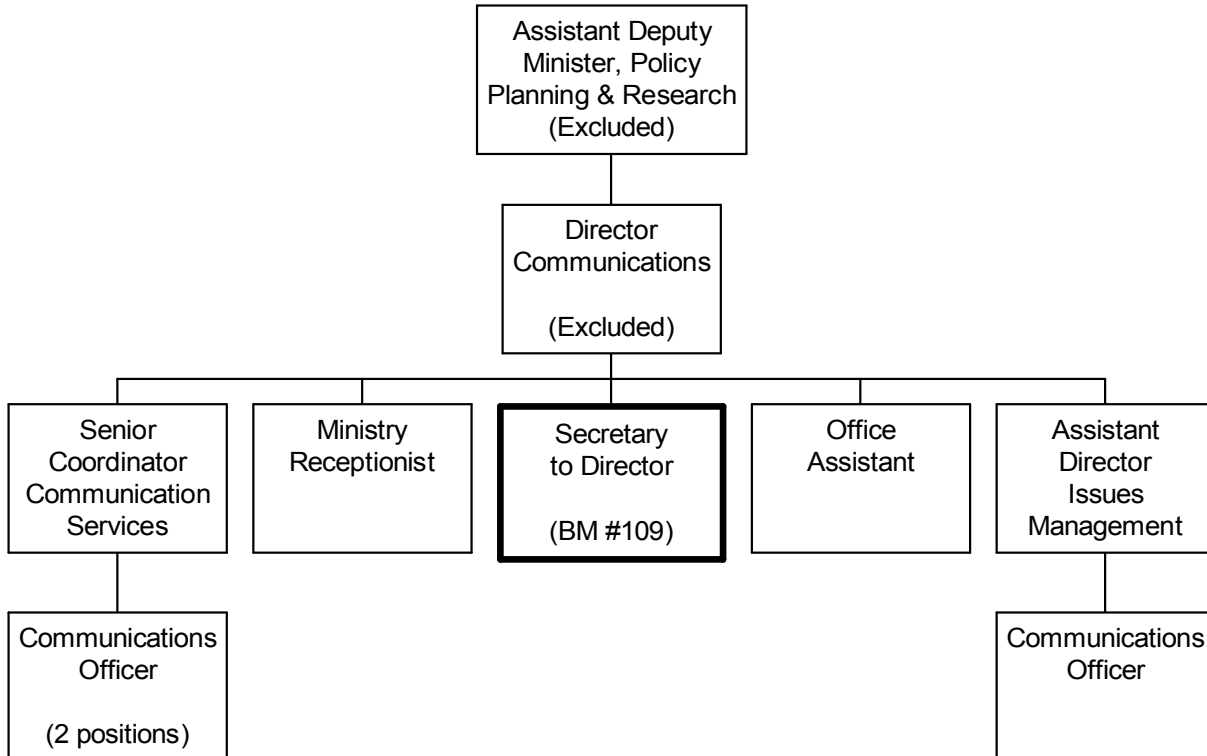 Assistant Deputy
Minister, Policy
Planning & Research
(Excluded)
Director
Communications
(Excluded)
Senior
Coordinator
Communication
Services
Ministry
Receptionist
Secretary
to Director
(BM #109)
Office
Assistant
Assistant
Director
Issues
Management
Communications
Officer
(2 positions)
Communications
Officer